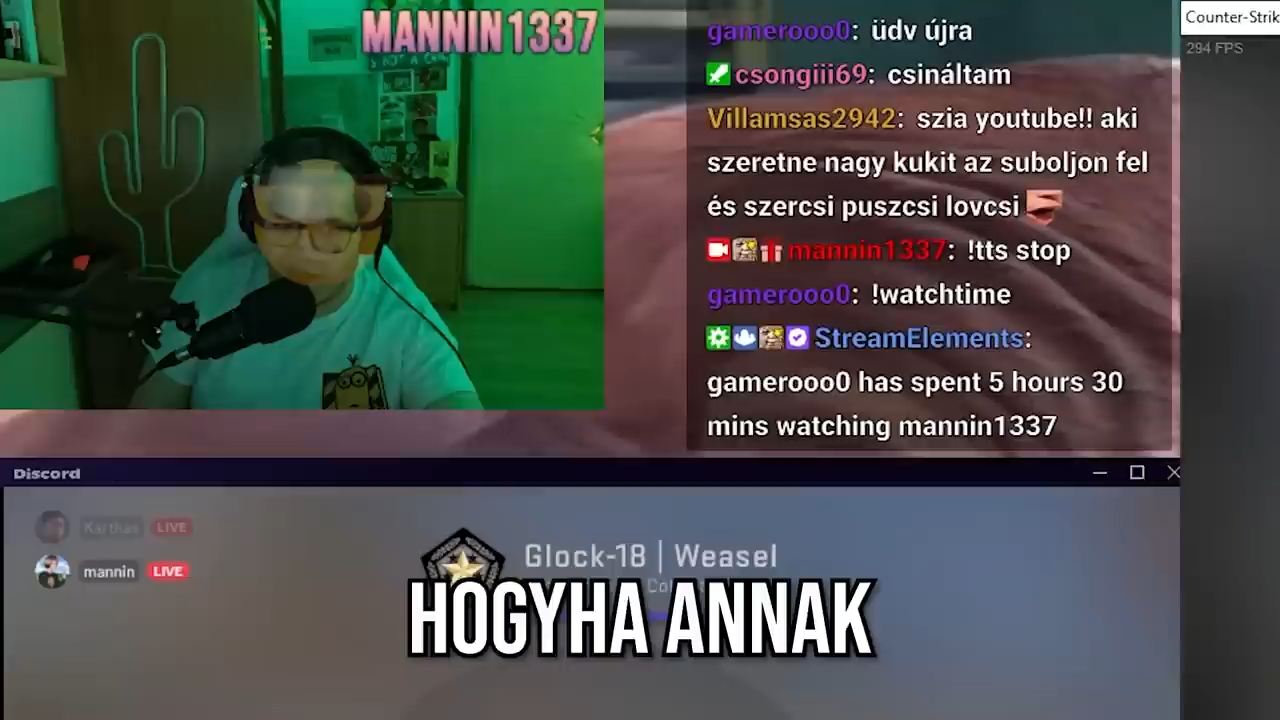 MANNIN1337
gamerooo0: üdv újra
csongiii69: csináltam
Villamsas2942: szia youtube!! aki
szeretne nagy kukit az suboljon fel
és szercsi puszcsi lovcsi
mannin1337: !tts stop
gamerooo0: !watchtime
StreamElements:
gamerooo0 has spent 5 hours 30
mins watching mannin1337
Counter-Strik
294 FPS
Discord
Karthas LIVE
mannin LIVE
Glock-18 | Weasel
HOGYHA ANNAK